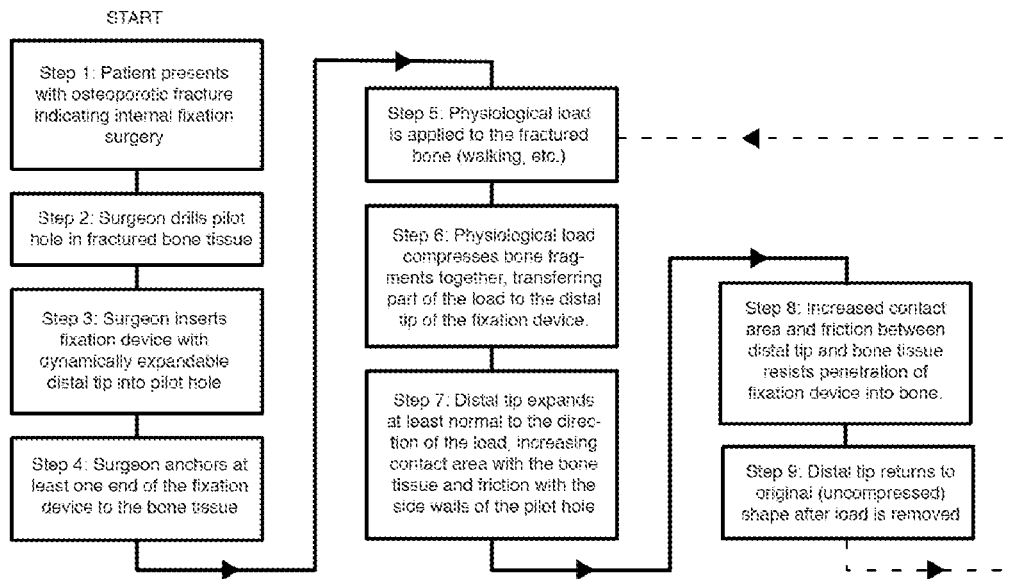 START
Step 1: Patient presents
with osteoporotic fracture
indicating internal fixation
surgery
Step 2: Surgeon drills pilot
hole in fractured bone tissue
Step 3: Surgeon inserts
fixation device with
dynamically expandable
distal tip into pilot hole
Step 4: Surgeon anchors at
least one end of the fixation
device to the bone tissue
Step 5: Physiological load
is applied to the fractured
bone (walking, etc.)
Step 6: Physiological load
compresses bone frag-
ments together, transferring
part of the load to the distal
tip of the fixation device.
Step 7: Distal tip expands
at least normal to the direc-
tion of the load, increasing
contact area with the bone
tissue and friction with the
side walls of the pilot hole
Step 8: Increased contact
area and friction between
distal tip and bone tissue
resists penetration of
fixation device into bone.
Step 9: Distal tip returns to
original (uncompressed)
shape after load is removed